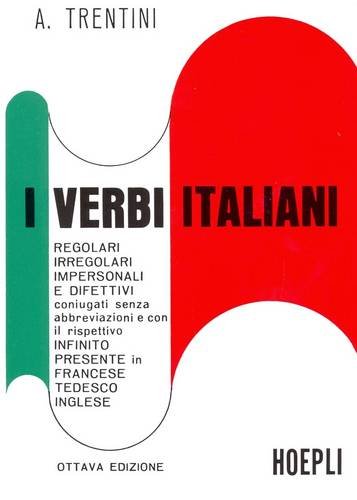 A. TRENTINI
I VERBI ITALIANI
REGOLARI
IRREGOLARI
IMPERSONALI
E DIFETTIVI
coniugati senza
abbreviazioni e con
il rispettivo
INFINITO
PRESENTE in
FRANCESE
TEDESCO
INGLESE
OTTAVA EDIZIONE
HOEPLI